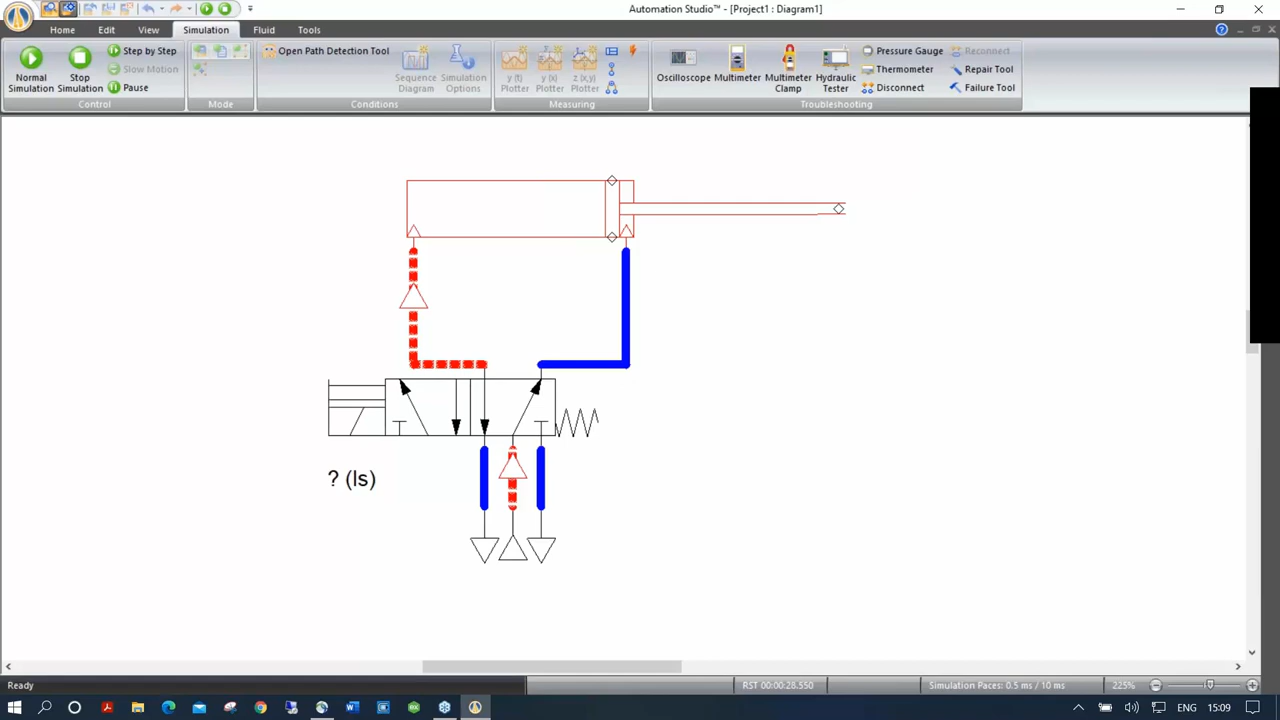 Automation Studio™ - [Project1 : Diagram1]
Home Edit View Simulation Fluid Tools
Normal Simulation
Stop Simulation
Step by Step
Slow Motion
Pause
Control
Mode
Open Path Detection Tool
Sequence Diagram
Simulation Options
Conditions
y (t) Plotter
y (x) Plotter
z (x,y) Plotter
Measuring
Oscilloscope
Multimeter
Multimeter Clamp
Hydraulic Tester
Pressure Gauge
Thermometer
Disconnect
Reconnect
Repair Tool
Failure Tool
Troubleshooting
? (ls)
Ready
RST 00:00:28.550
Simulation Paces: 0.5 ms / 10 ms
225%
ENG
15:09